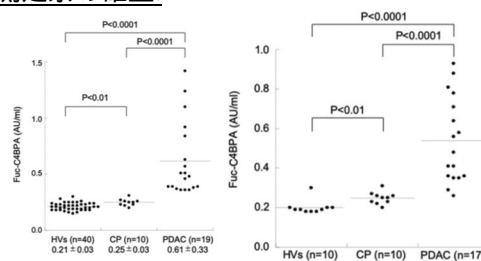 P<0.0001
P<0.0001
P<0.01
Fuc-C4BPA (AU/ml)
1.5
1.0
0.5
0.0
HVs (n=40) CP (n=10) PDAC (n=19)
0.21±0.03 0.25±0.03 0.61±0.33
P<0.0001
P<0.0001
P<0.01
Fuc-C4BPA (AU/ml)
1.0
0.8
0.6
0.4
0.2
0.0
HVs (n=10) CP (n=10) PDAC (n=17